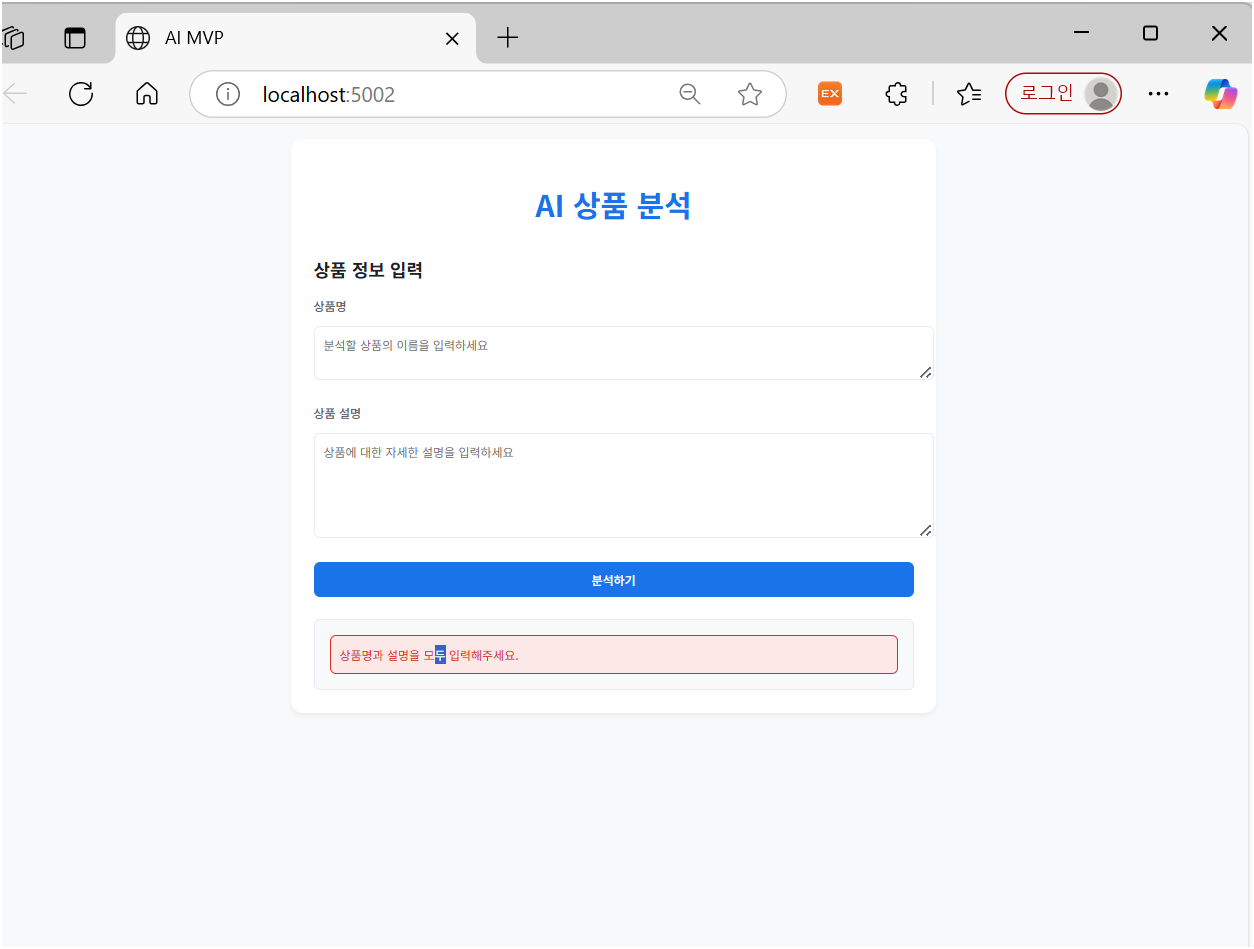 AI MVP
localhost:5002
EX
로그인
AI 상품 분석
상품 정보 입력
상품명
분석할 상품의 이름을 입력하세요
상품 설명
상품에 대한 자세한 설명을 입력하세요
분석하기
상품명과 설명을 모두 입력해주세요.